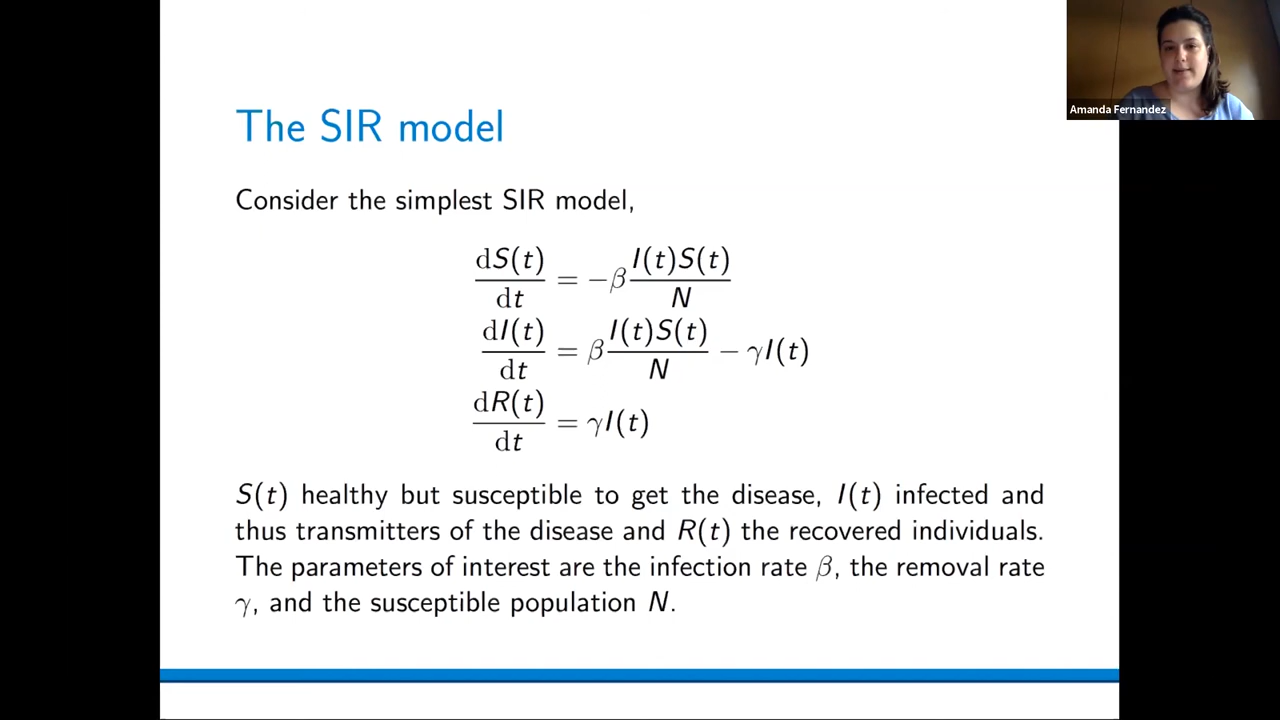 Amanda Fernandez
The SIR model
Consider the simplest SIR model,
dS(t)/dt = −β I(t)S(t)/N
dI(t)/dt = β I(t)S(t)/N − γI(t)
dR(t)/dt = γI(t)
S(t) healthy but susceptible to get the disease, I(t) infected and
thus transmitters of the disease and R(t) the recovered individuals.
The parameters of interest are the infection rate β, the removal rate
γ, and the susceptible population N.